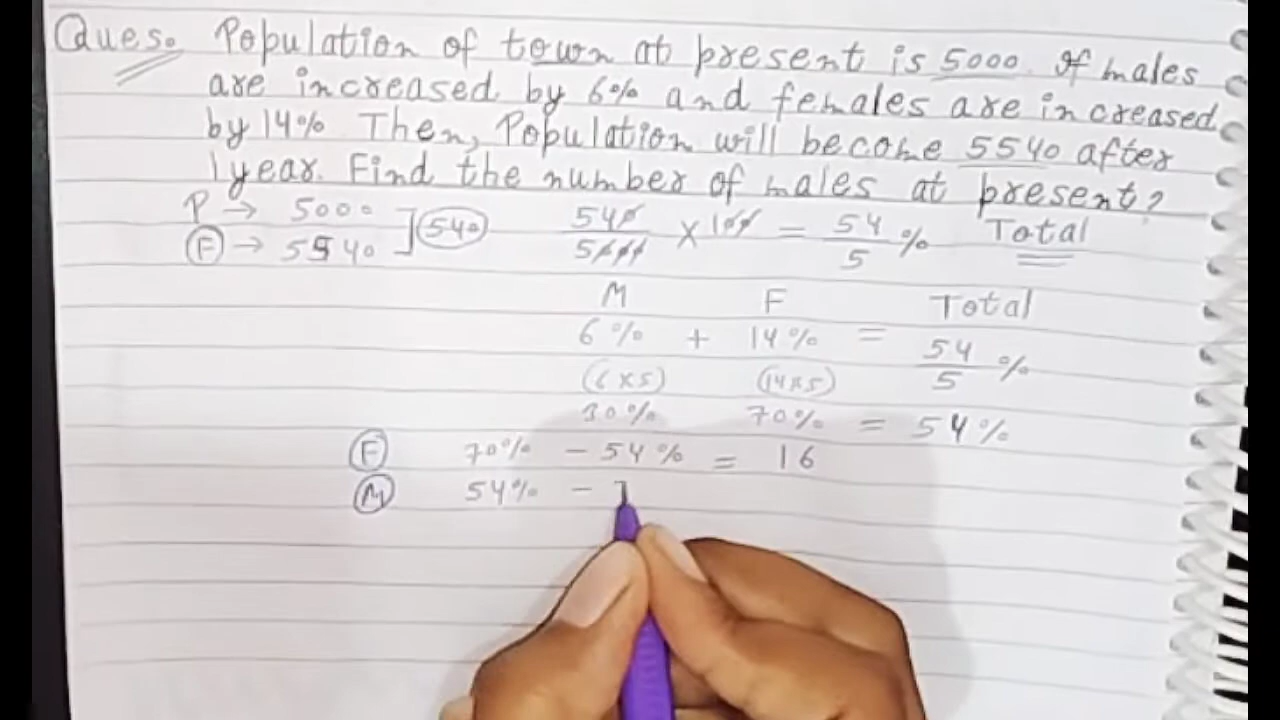 Ques. Population of town at present is 5000. If males
are increased by 6% and females are increased
by 14% Then, Population will become 5540 after
1 year. Find the number of males at present?
P → 5000 ] 540 540/5000 × 100 = 54/5 % Total
F → 5540
M F Total
6% + 14% = 54/5 %
(6×5) (14×5)
30% 70% = 54%
F 70% - 54% = 16
M 54% -